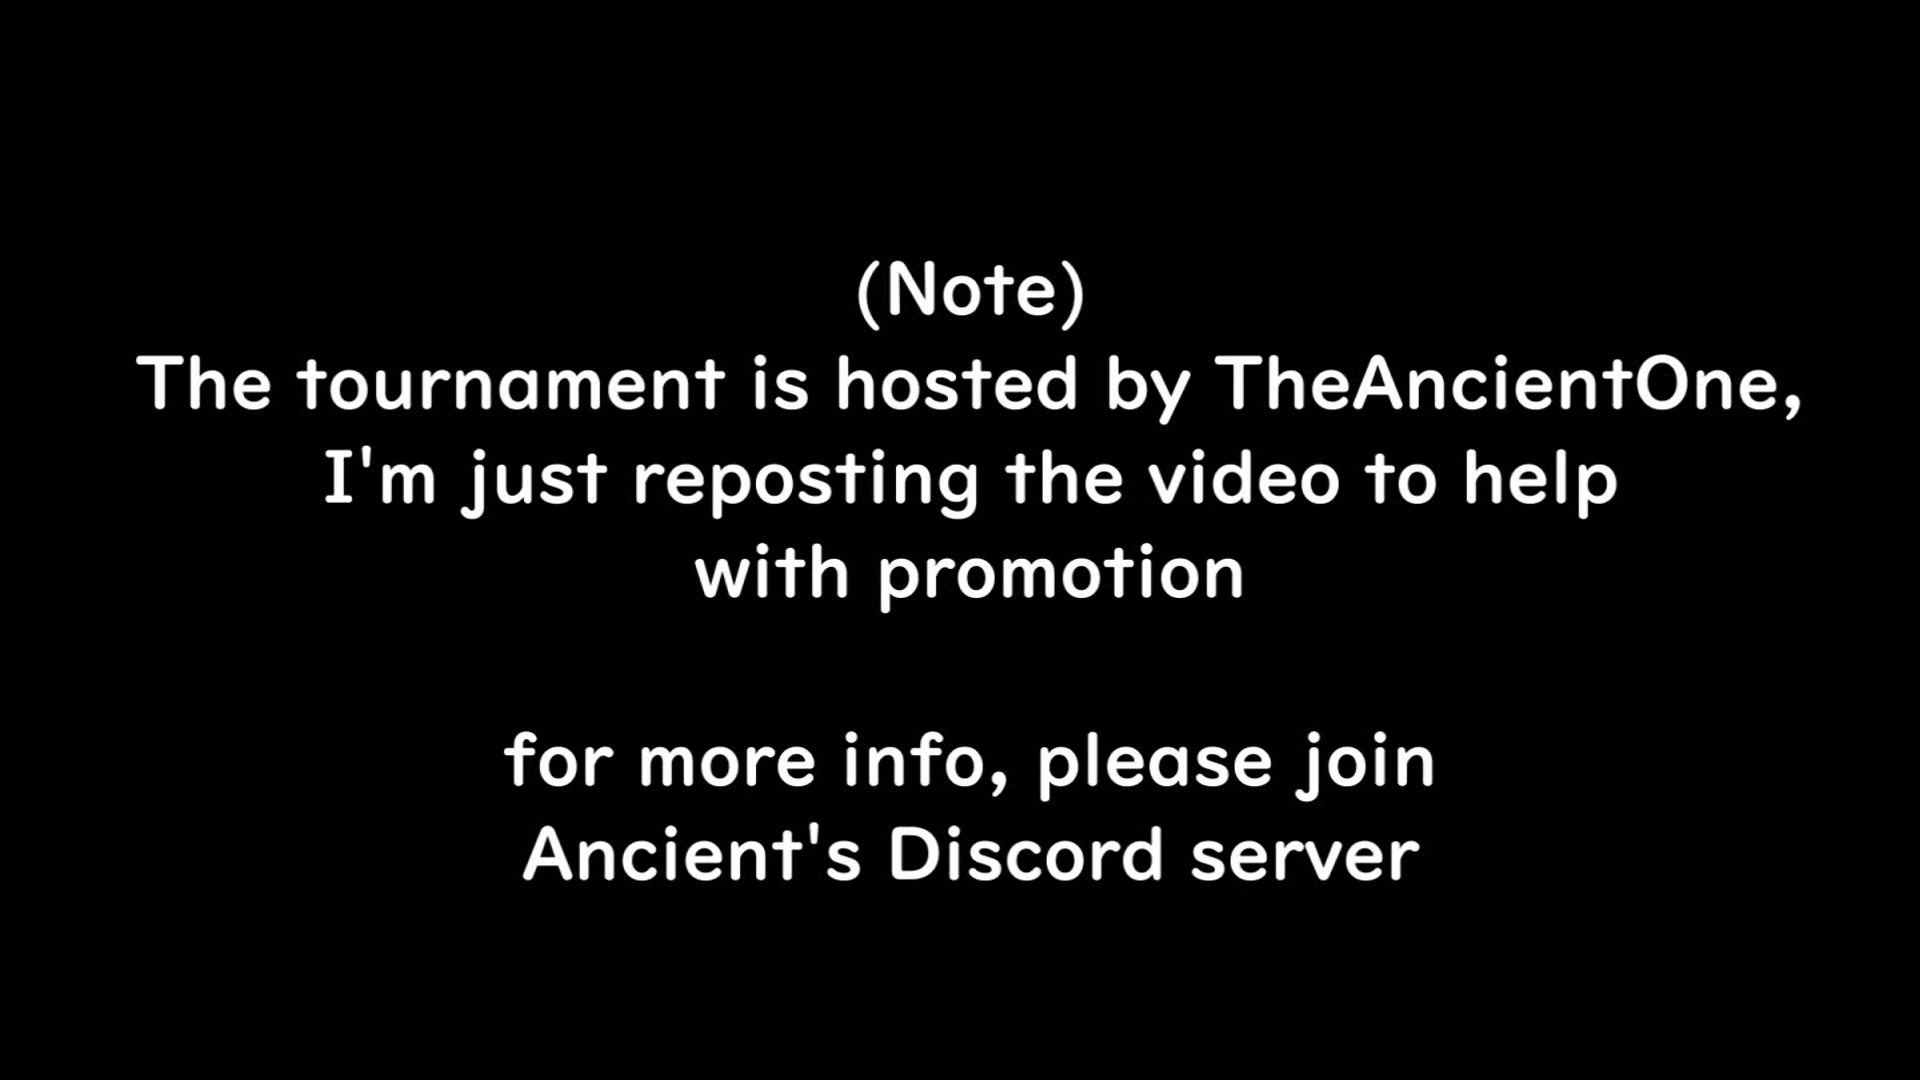 (Note)
The tournament is hosted by TheAncientOne,
I'm just reposting the video to help
with promotion
for more info, please join
Ancient's Discord server